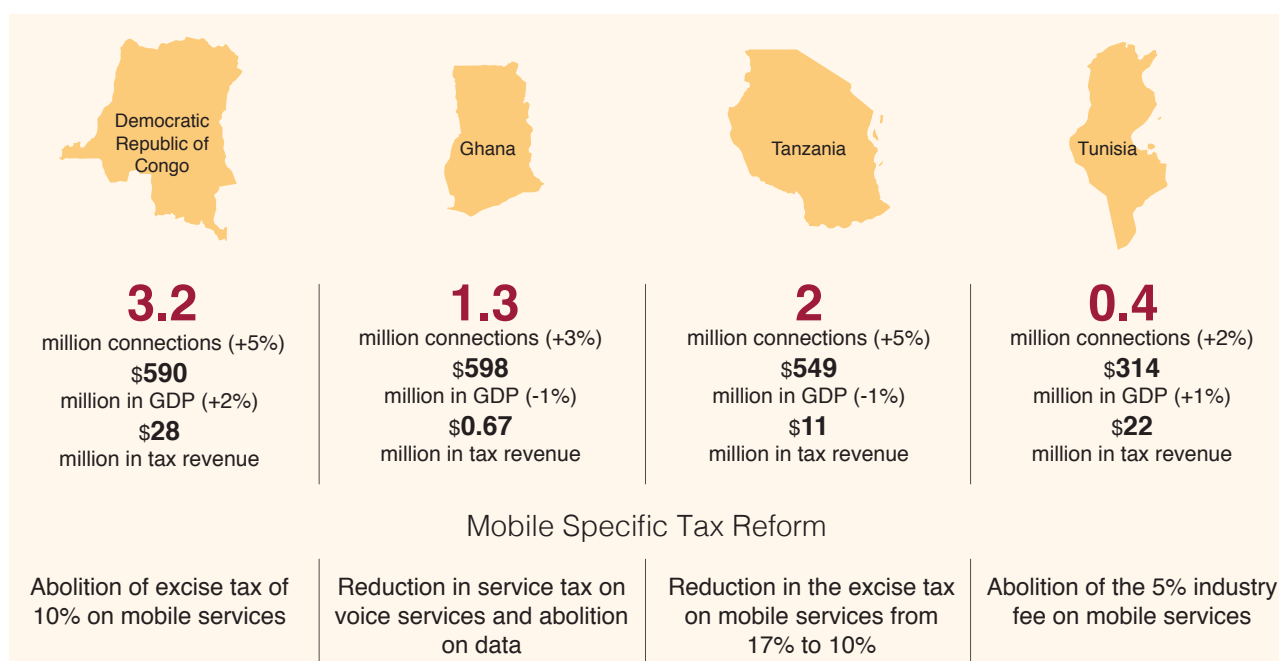 Democratic
Republic of
Congo
Ghana
Tanzania
Tunisia
3.2
million connections (+5%)
$590
million in GDP (+2%)
$28
million in tax revenue
1.3
million connections (+3%)
$598
million in GDP (-1%)
$0.67
million in tax revenue
2
million connections (+5%)
$549
million in GDP (-1%)
$11
million in tax revenue
0.4
million connections (+2%)
$314
million in GDP (+1%)
$22
million in tax revenue
Mobile Specific Tax Reform
Abolition of excise tax of
10% on mobile services
Reduction in service tax on
voice services and abolition
on data
Reduction in the excise tax
on mobile services from
17% to 10%
Abolition of the 5% industry
fee on mobile services